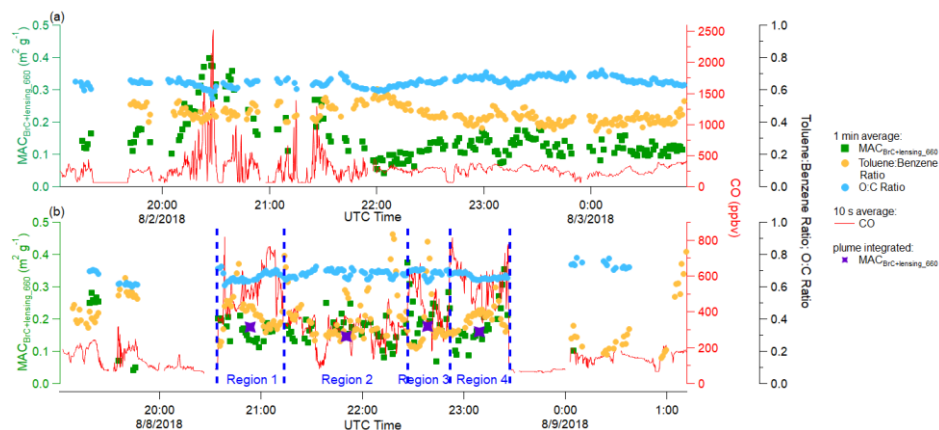 (a)
MAC_BrC+lensing_660 (m² g⁻¹)
0.5
0.4
0.3
0.2
0.1
0.0
2500
2000
1500
1000
500
0
CO (ppbv)
1.0
0.8
0.6
0.4
0.2
0.0
20:00
21:00
22:00
23:00
0:00
8/2/2018
UTC Time
8/3/2018
(b)
MAC_BrC+lensing_660 (m² g⁻¹)
0.5
0.4
0.3
0.2
0.1
0.0
Region 1
Region 2
Region 3
Region 4
800
600
400
200
0
CO (ppbv)
1.0
0.8
0.6
0.4
0.2
0.0
Toluene:Benzene Ratio; O:C Ratio
20:00
21:00
22:00
23:00
0:00
1:00
8/8/2018
UTC Time
8/9/2018
1 min average:
MAC_BrC+lensing_660
Toluene:Benzene
Ratio
O:C Ratio
10 s average:
CO
plume integrated:
MAC_BrC+lensing_660